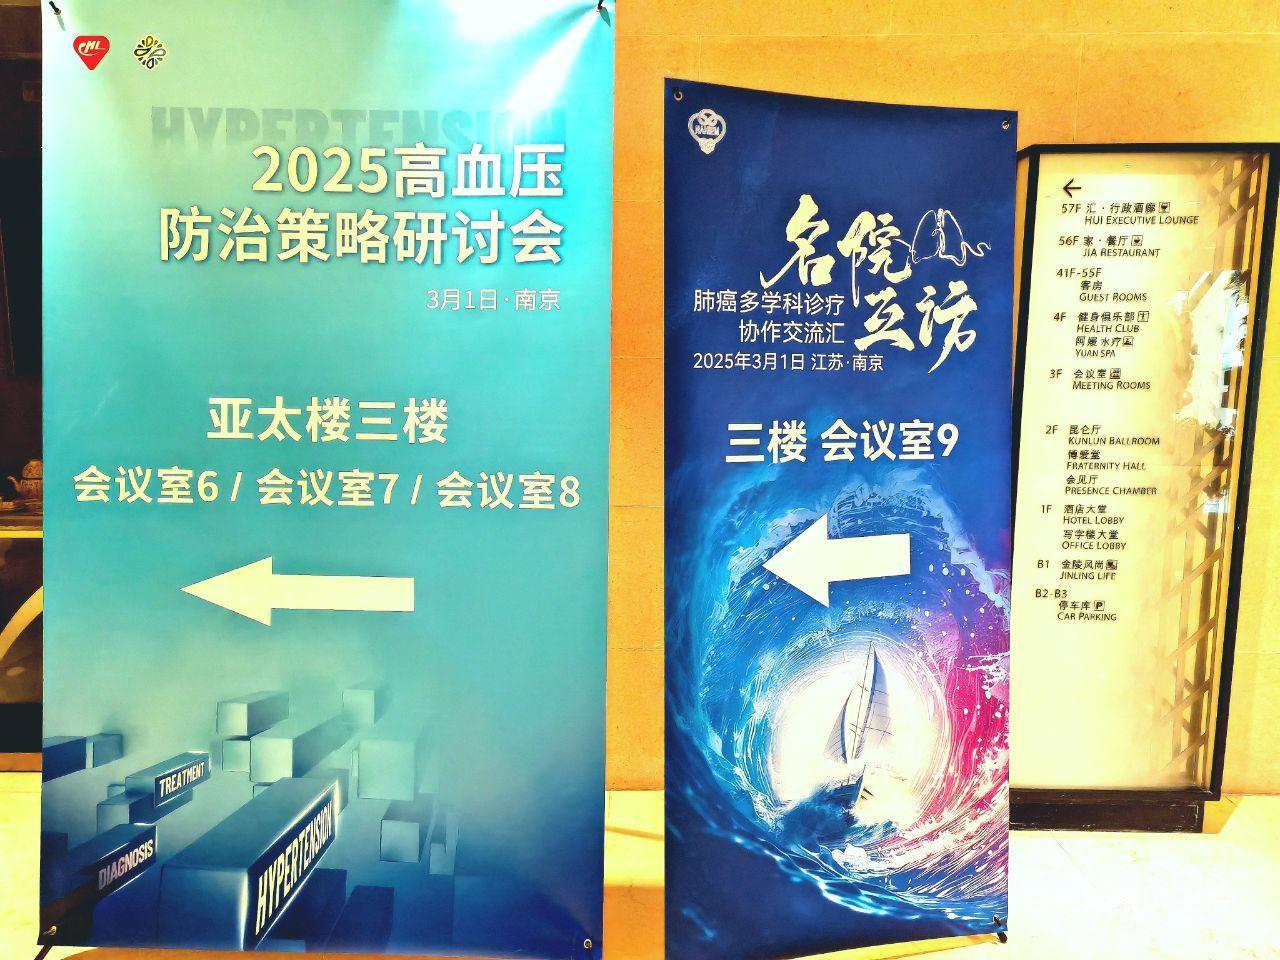 CML
HYPERTENSION
2025高血压
防治策略研讨会
3月1日·南京
亚太楼三楼
会议室6 / 会议室7 / 会议室8
TREATMENT
DIAGNOSIS
HYPERTENSION
名院
互访
肺癌多学科诊疗
协作交流汇
2025年3月1日 江苏·南京
三楼 会议室9
57F 汇·行政酒廊
HUI EXECUTIVE LOUNGE
56F 家·餐厅
JIA RESTAURANT
41F-55F
客房
GUEST ROOMS
4F 健身俱乐部
HEALTH CLUB
水疗
YUAN SPA
3F 会议室
MEETING ROOMS
2F 昆仑厅
KUNLUN BALLROOM
博爱堂
FRATERNITY HALL
会见厅
PRESENCE CHAMBER
1F 酒店大堂
HOTEL LOBBY
写字楼大堂
OFFICE LOBBY
B1 金陵风尚
JINLING LIFE
B2-B3
停车库 P
CAR PARKING